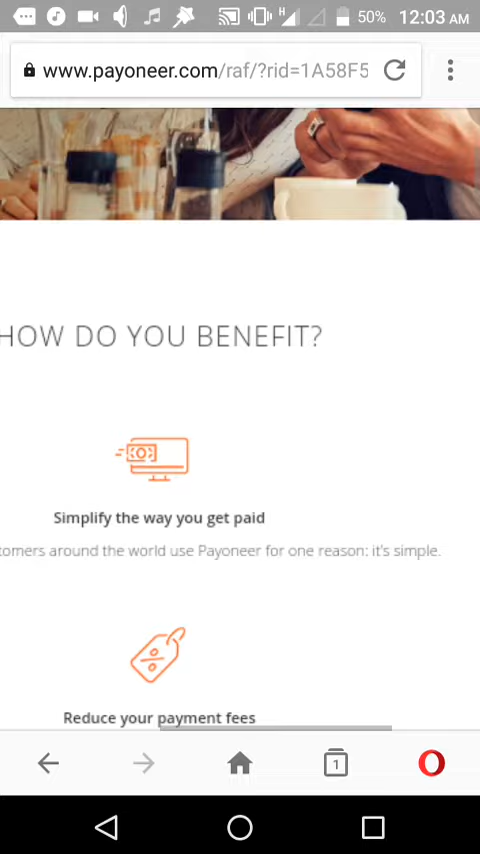 50% 12:03 AM
www.payoneer.com/raf/?rid=1A58F5
HOW DO YOU BENEFIT?
Simplify the way you get paid
tomers around the world use Payoneer for one reason: it's simple.
Reduce your payment fees
1